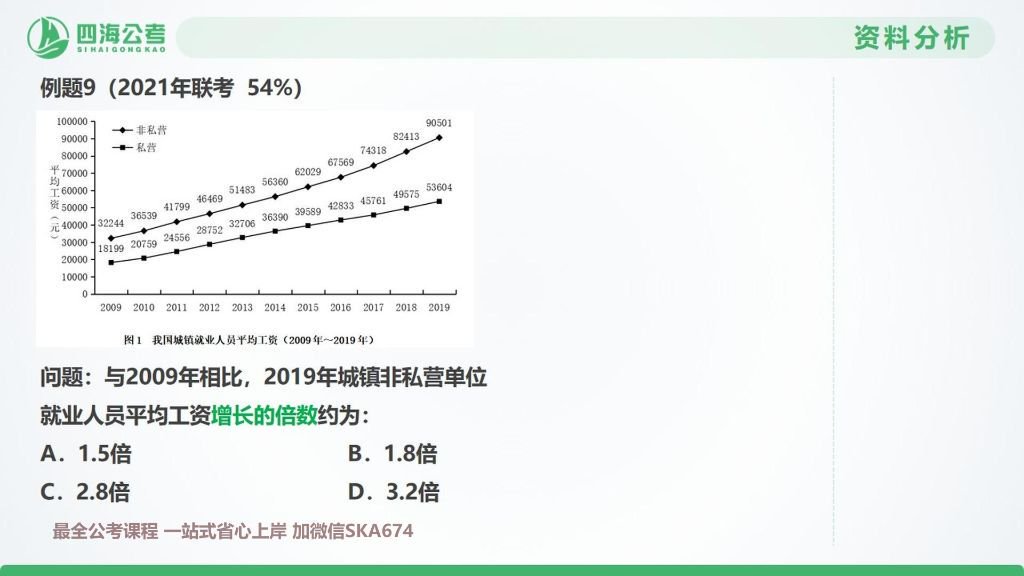 四海公考
SIHAIGONGKAO
资料分析
例题9（2021年联考 54%）
100000
90000
80000
70000
60000
50000
40000
30000
20000
10000
0
平均工资（元）
非私营
私营
32244 36539 41799 46469 51483 56360 62029 67569 74318 82413 90501
18199 20759 24556 28752 32706 36390 39589 42833 45761 49575 53604
2009 2010 2011 2012 2013 2014 2015 2016 2017 2018 2019
图1 我国城镇就业人员平均工资（2009年～2019年）
问题：与2009年相比，2019年城镇非私营单位
就业人员平均工资增长的倍数约为：
A. 1.5倍 B. 1.8倍
C. 2.8倍 D. 3.2倍
最全公考课程 一站式省心上岸 加微信SKA674